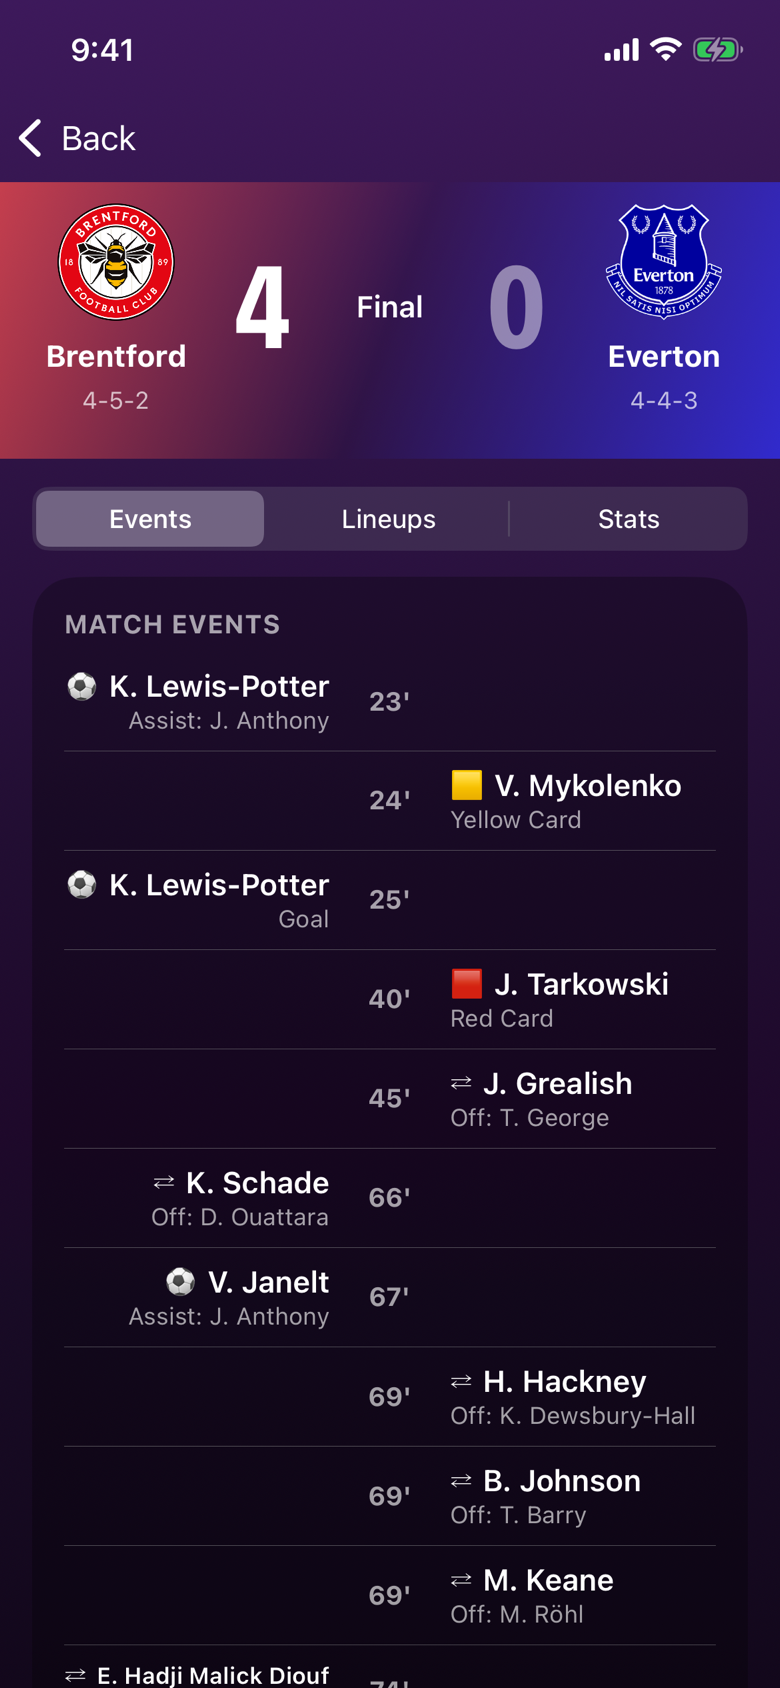 9:41
Back
BRENTFORD
18 89
FOOTBALL CLUB
Everton
1878
NIL SATIS NISI OPTIMUM
4
Final
0
Brentford
Everton
4-5-2
4-4-3
Events
Lineups
Stats
MATCH EVENTS
K. Lewis-Potter
Assist: J. Anthony
23'
24'
V. Mykolenko
Yellow Card
K. Lewis-Potter
Goal
25'
40'
J. Tarkowski
Red Card
45'
J. Grealish
Off: T. George
K. Schade
Off: D. Ouattara
66'
V. Janelt
Assist: J. Anthony
67'
69'
H. Hackney
Off: K. Dewsbury-Hall
69'
B. Johnson
Off: T. Barry
69'
M. Keane
Off: M. Röhl
E. Hadji Malick Diouf
74'